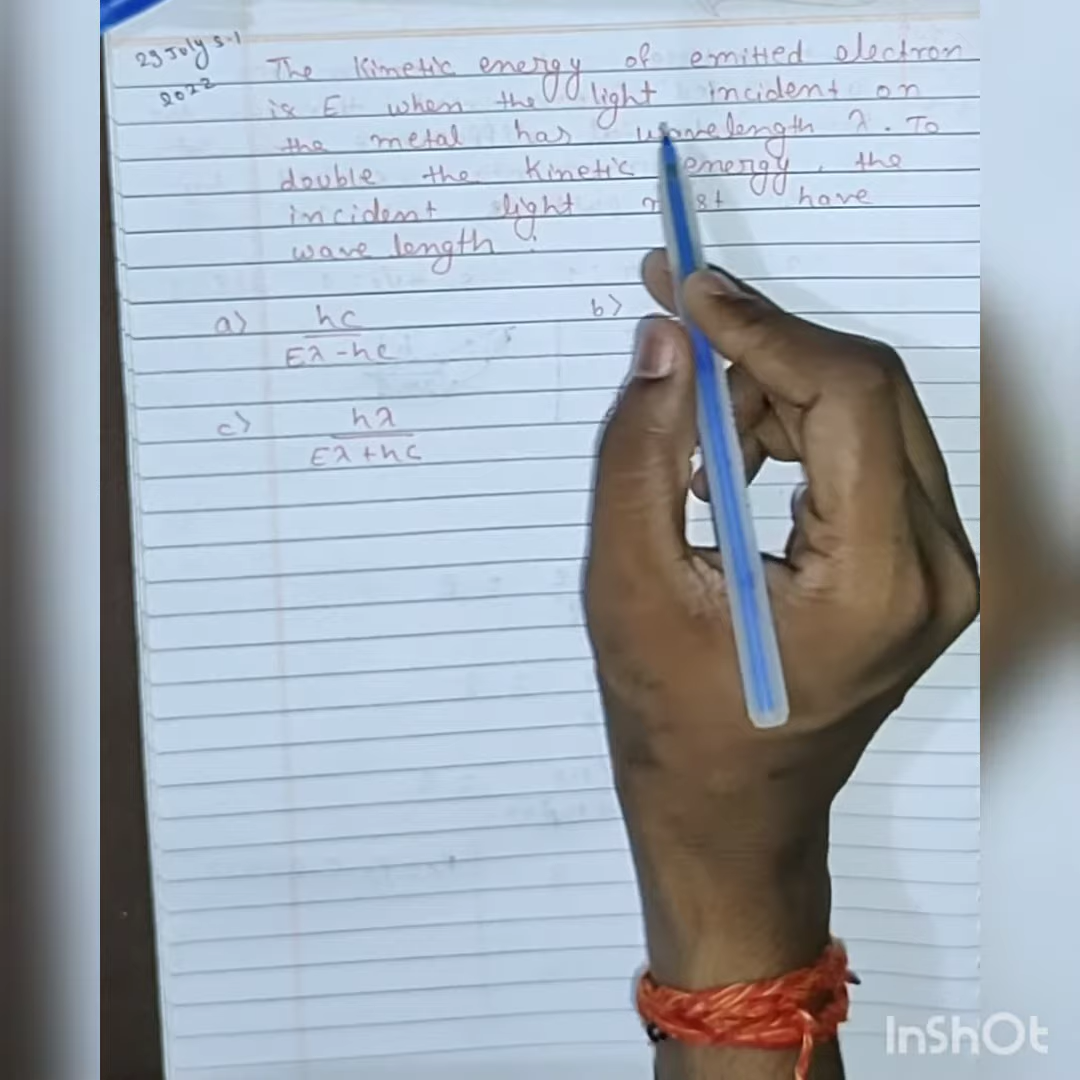 29 July S-1
2022
The Kinetic energy of emitted electron
is E when the light incident on
the metal has wavelength λ. To
double the Kinetic energy, the
incident light must have
wave length :
a) hc
Eλ-hc
b)
c) hλ
Eλ+hc
InShOt